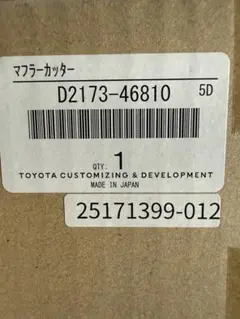 マフラーカッター
D2173-46810 5D
QTY. 1
TOYOTA CUSTOMIZING & DEVELOPMENT
MADE IN JAPAN
25171399-012